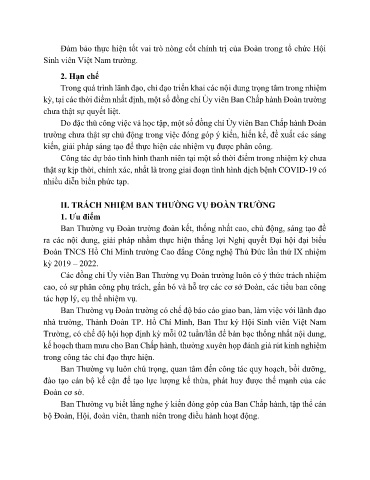 Đảm bảo thực hiện tốt vai trò nòng cốt chính trị của Đoàn trong tổ chức Hội
Sinh viên Việt Nam trường.
2. Hạn chế
Trong quá trình lãnh đạo, chỉ đạo triển khai các nội dung trọng tâm trong nhiệm
kỳ, tại các thời điểm nhất định, một số đồng chí Ủy viên Ban Chấp hành Đoàn trường
chưa thật sự quyết liệt.
Do đặc thù công việc và học tập, một số đồng chí Ủy viên Ban Chấp hành Đoàn
trường chưa thật sự chủ động trong việc đóng góp ý kiến, hiến kế, đề xuất các sáng
kiến, giải pháp sáng tạo để thực hiện các nhiệm vụ được phân công.
Công tác dự báo tình hình thanh niên tại một số thời điểm trong nhiệm kỳ chưa
thật sự kịp thời, chính xác, nhất là trong giai đoạn tình hình dịch bệnh COVID-19 có
nhiều diễn biến phức tạp.
II. TRÁCH NHIỆM BAN THƯỜNG VỤ ĐOÀN TRƯỜNG
1. Ưu điểm
Ban Thường vụ Đoàn trường đoàn kết, thống nhất cao, chủ động, sáng tạo đề
ra các nội dung, giải pháp nhằm thực hiện thắng lợi Nghị quyết Đại hội đại biểu
Đoàn TNCS Hồ Chí Minh trường Cao đẳng Công nghệ Thủ Đức lần thứ IX nhiệm
kỳ 2019 – 2022.
Các đồng chí Ủy viên Ban Thường vụ Đoàn trường luôn có ý thức trách nhiệm
cao, có sự phân công phụ trách, gắn bó và hỗ trợ các cơ sở Đoàn, các tiểu ban công
tác hợp lý, cụ thể nhiệm vụ.
Ban Thường vụ Đoàn trường có chế độ báo cáo giao ban, làm việc với lãnh đạo
nhà trường, Thành Đoàn TP. Hồ Chí Minh, Ban Thư ký Hội Sinh viên Việt Nam
Trường, có chế độ hội họp định kỳ mỗi 02 tuần/lần để bàn bạc thống nhất nội dung,
kế hoạch tham mưu cho Ban Chấp hành, thường xuyên họp đánh giá rút kinh nghiệm
trong công tác chỉ đạo thực hiện.
Ban Thường vụ luôn chú trọng, quan tâm đến công tác quy hoạch, bồi dưỡng,
đào tạo cán bộ kế cận để tạo lực lượng kế thừa, phát huy được thế mạnh của các
Đoàn cơ sở.
Ban Thường vụ biết lắng nghe ý kiến đóng góp của Ban Chấp hành, tập thể cán
bộ Đoàn, Hội, đoàn viên, thanh niên trong điều hành hoạt động.